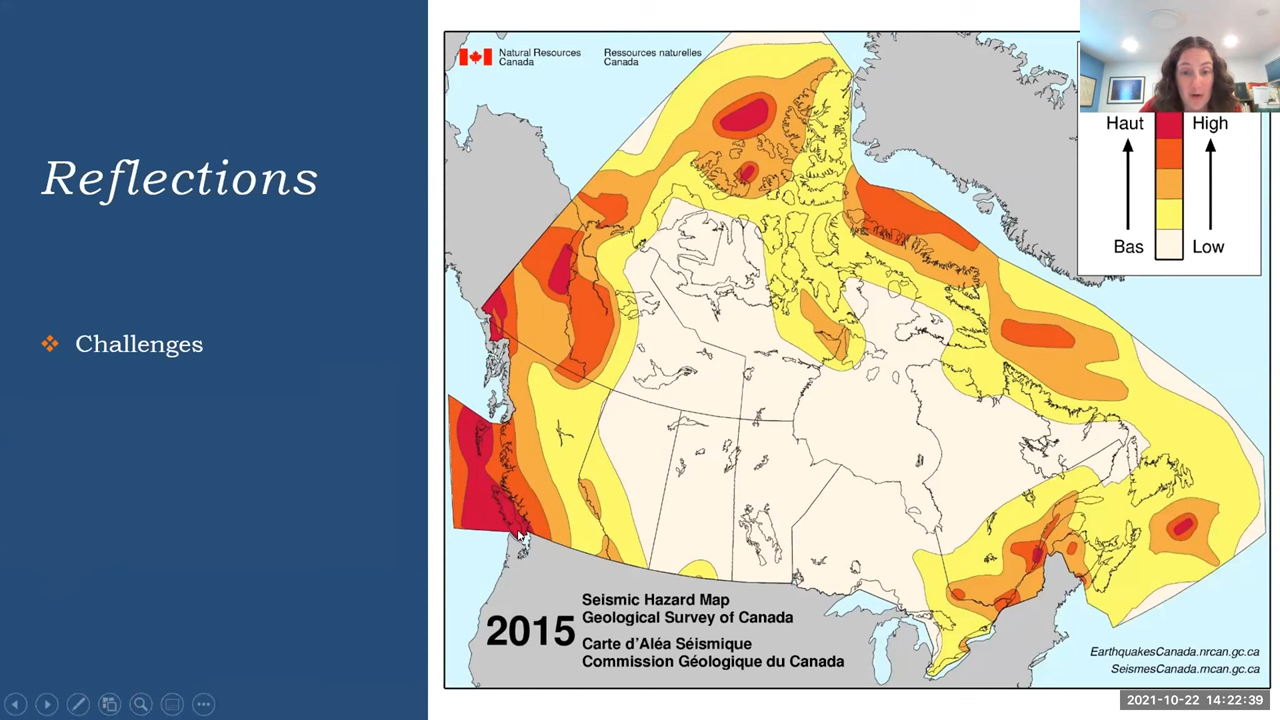 Reflections
Challenges
Natural Resources
Canada
Ressources naturelles
Canada
Haut
High
Bas
Low
2015
Seismic Hazard Map
Geological Survey of Canada
Carte d'Aléa Séismique
Commission Géologique du Canada
EarthquakesCanada.nrcan.gc.ca
SeismesCanada.rncan.gc.ca
2021-10-22 14:22:39